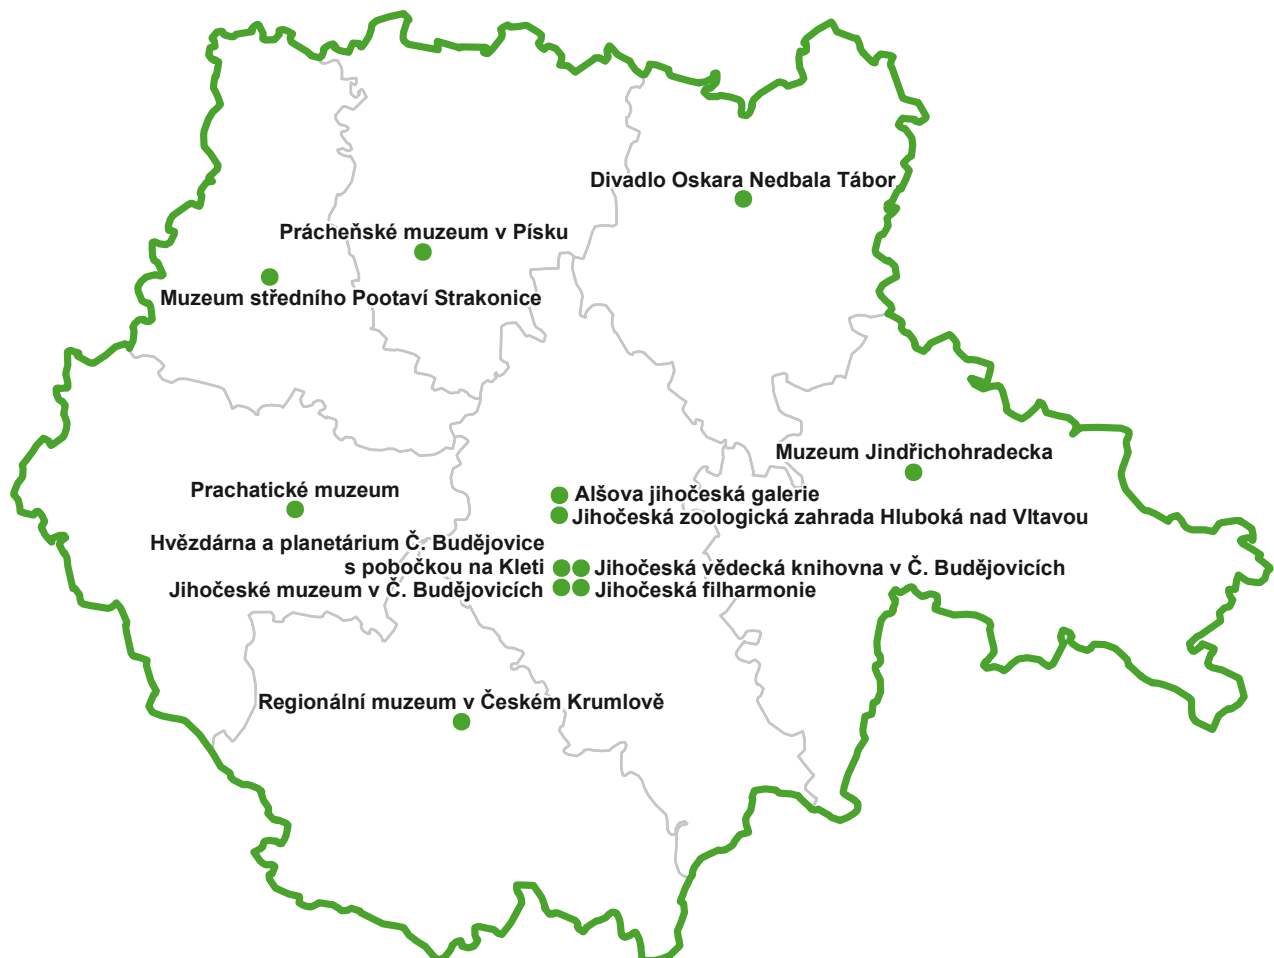 Divadlo Oskara Nedbala Tábor
Prácheňské muzeum v Písku
Muzeum středního Pootaví Strakonice
Muzeum Jindřichohradecka
Prachatické muzeum
Alšova jihočeská galerie
Jihočeská zoologická zahrada Hluboká nad Vltavou
Hvězdárna a planetárium Č. Budějovice
s pobočkou na Kleti
Jihočeská vědecká knihovna v Č. Budějovicích
Jihočeské muzeum v Č. Budějovicích
Jihočeská filharmonie
Regionální muzeum v Českém Krumlově